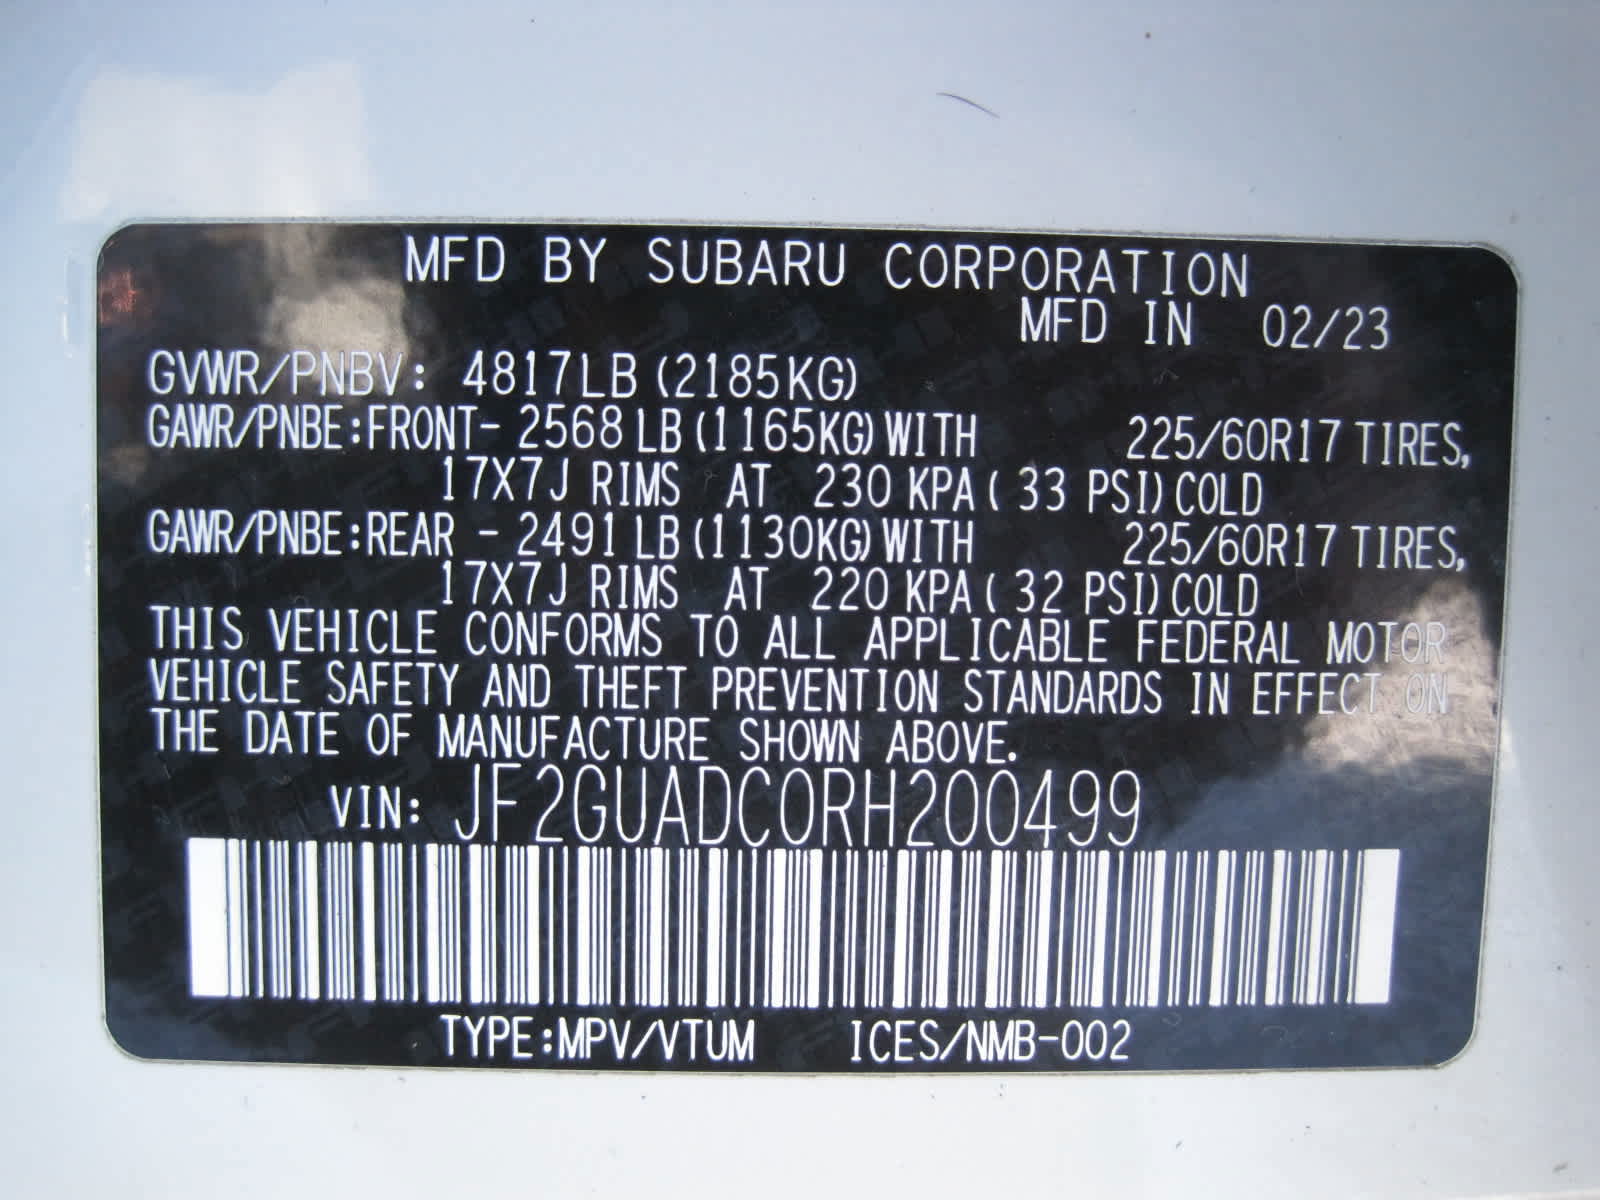 MFD BY SUBARU CORPORATION
MFD IN 02/23
GVWR/PNBV: 4817LB (2185KG)
GAWR/PNBE:FRONT- 2568 LB (1165KG) WITH 225/60R17 TIRES,
17X7J RIMS AT 230 KPA ( 33 PSI) COLD
GAWR/PNBE:REAR - 2491 LB (1130KG) WITH 225/60R17 TIRES,
17X7J RIMS AT 220 KPA ( 32 PSI) COLD
THIS VEHICLE CONFORMS TO ALL APPLICABLE FEDERAL MOTOR
VEHICLE SAFETY AND THEFT PREVENTION STANDARDS IN EFFECT ON
THE DATE OF MANUFACTURE SHOWN ABOVE.
VIN: JF2GUADC0RH200499
TYPE:MPV/VTUM ICES/NMB-002